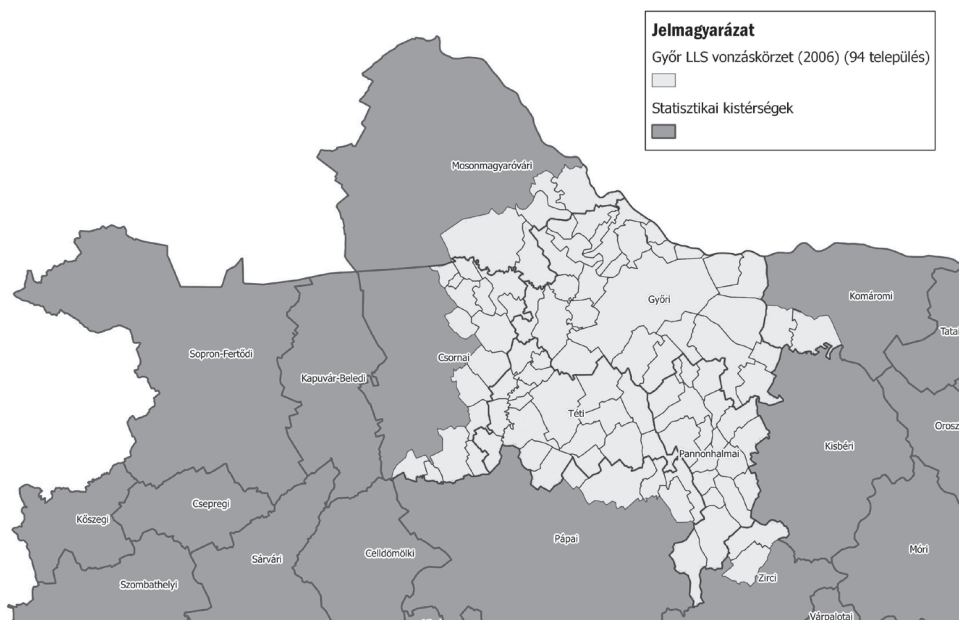 Jelmagyarázat
Győr LLS vonzáskörzet (2006) (94 település)
Statisztikai kistérségek
Mosonmagyaróvári
Győri
Komáromi
Sopron-Fertődi
Csornai
Kapuvár-Beledi
Téti
Kisbéri
Pannonhalmai
Csepregi
Kőszegi
Pápai
Celldömölki
Sárvári
Móri
Szombathelyi
Zirci
Várpalotai